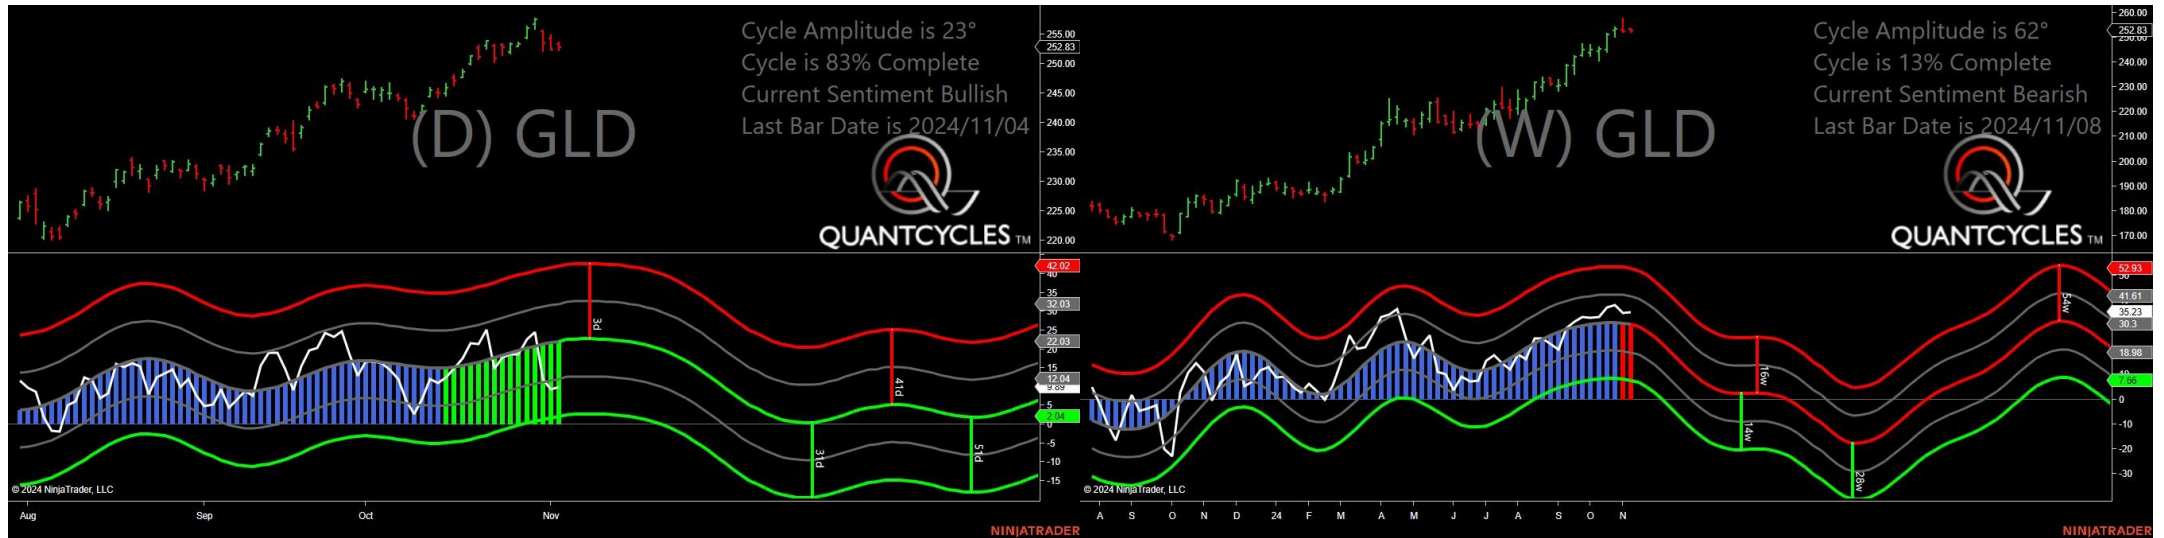 Cycle Amplitude is 23°
Cycle is 83% Complete
Current Sentiment Bullish
Last Bar Date is 2024/11/04
(D) GLD
QUANTCYCLES TM
255.00
252.83
250.00
245.00
240.00
235.00
230.00
225.00
220.00
42.02
40
35
32.03
30
25
22.03
20
15
12.04
9.89
5
2.04
0
-5
-10
-15
3d
41d
31d
51d
© 2024 NinjaTrader, LLC
Aug Sep Oct Nov
NINJATRADER
Cycle Amplitude is 62°
Cycle is 13% Complete
Current Sentiment Bearish
Last Bar Date is 2024/11/08
(W) GLD
QUANTCYCLES TM
260.00
252.83
250.00
240.00
230.00
220.00
210.00
200.00
190.00
180.00
170.00
52.93
50
41.61
35.23
30.3
18.98
10
7.66
0
-10
-20
-30
54w
16w
14w
28w
© 2024 NinjaTrader, LLC
A S O N D 24 F M A M J J A S O N
NINJATRADER